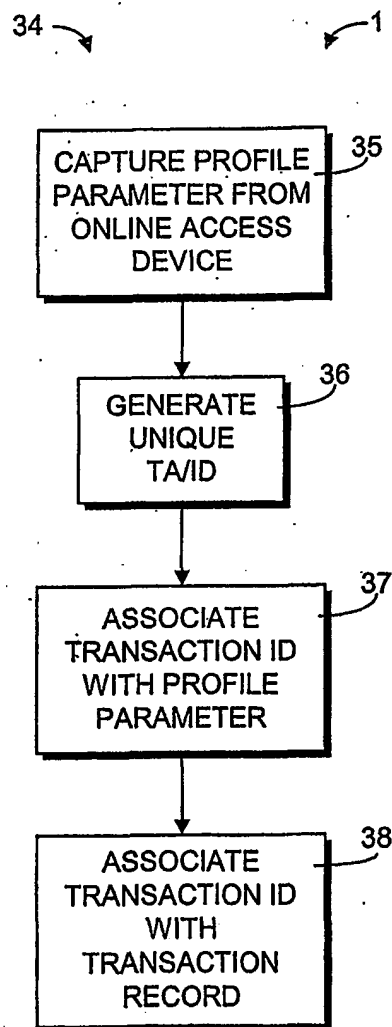 34 1
35
CAPTURE PROFILE
PARAMETER FROM
ONLINE ACCESS
DEVICE
36
GENERATE
UNIQUE
TA/ID
37
ASSOCIATE
TRANSACTION ID
WITH PROFILE
PARAMETER
38
ASSOCIATE
TRANSACTION ID
WITH
TRANSACTION
RECORD